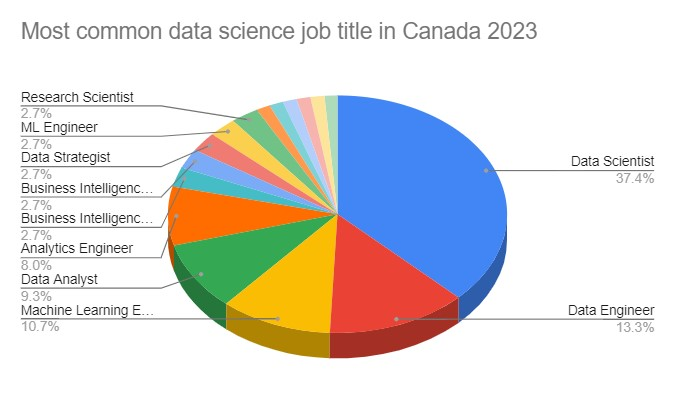 Most common data science job title in Canada 2023
Research Scientist
2.7%
ML Engineer
2.7%
Data Strategist
2.7%
Business Intelligenc…
2.7%
Business Intelligenc…
2.7%
Analytics Engineer
8.0%
Data Analyst
9.3%
Machine Learning E…
10.7%
Data Scientist
37.4%
Data Engineer
13.3%